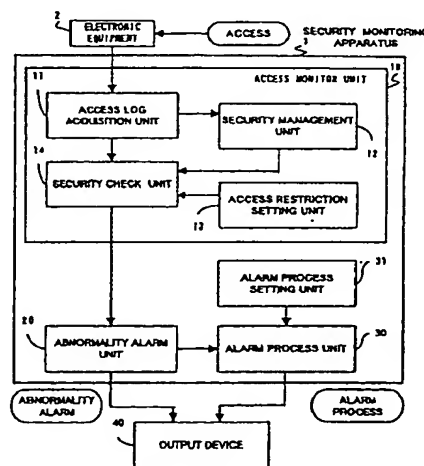 2
ELECTRONIC
EQUIPMENT
ACCESS
SECURITY MONITORING
APPARATUS
10
ACCESS MONITOR UNIT
11
ACCESS LOG
ACQUISITION UNIT
SECURITY MANAGEMENT
UNIT
12
14
SECURITY CHECK UNIT
ACCESS RESTRICTION
SETTING UNIT
13
31
ALARM PROCESS
SETTING UNIT
20
ABNORMALITY ALARM
UNIT
ALARM PROCESS UNIT
30
ABNORMALITY
ALARM
ALARM
PROCESS
40
OUTPUT DEVICE